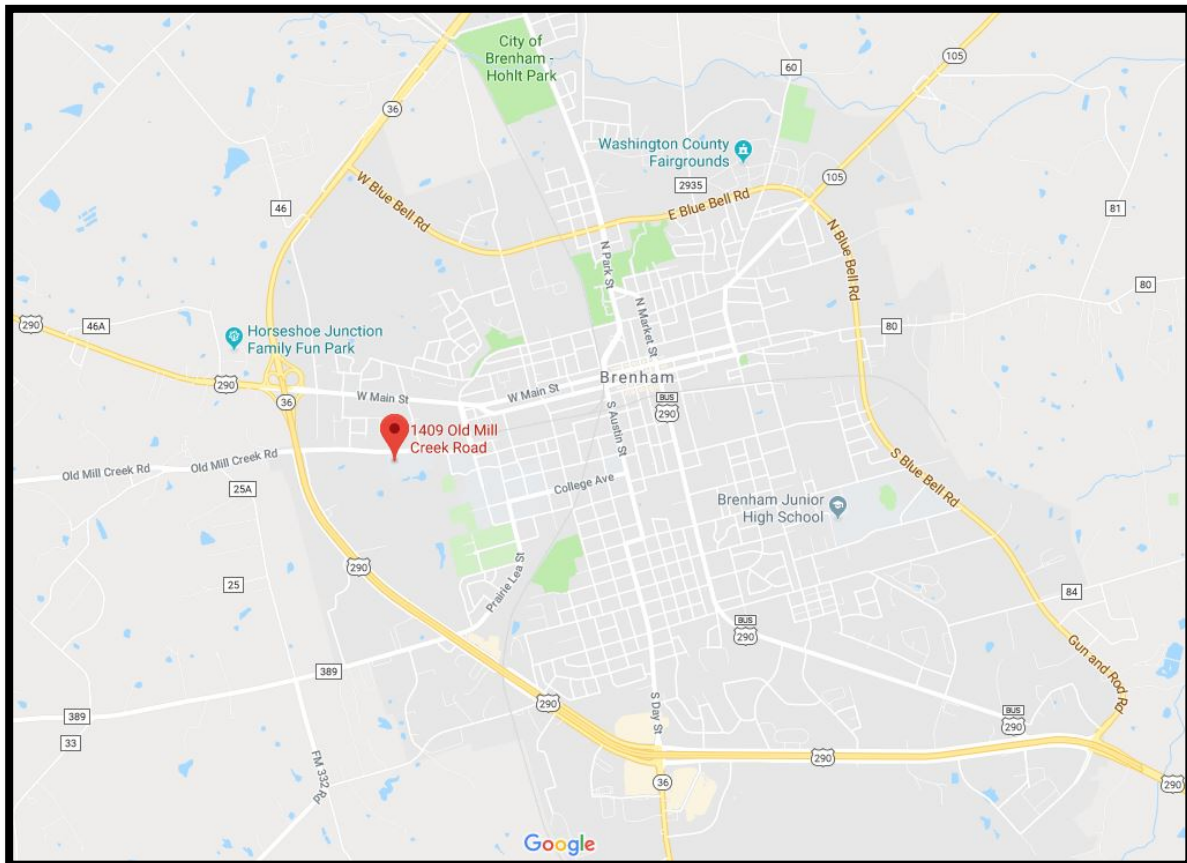 City of
Brenham -
Hohlt Park
60
105
36
Washington County
Fairgrounds
105
2935
W Blue Bell Rd
E Blue Bell Rd
46
81
N Blue Bell Rd
N Park St
80
N Market St
290
46A
Horseshoe Junction
Family Fun Park
80
290
Brenham
W Main St
W Main St
36
BUS
290
1409 Old Mill
Creek Road
S Austin St
Old Mill Creek Rd
Old Mill Creek Rd
25A
College Ave
S Blue Bell Rd
Brenham Junior
High School
290
25
Prairie Lea St
84
BUS
290
Gun and Rod Rd
389
389
33
290
S Day St
BUS
290
FM 332
Rd
290
36
290
Google